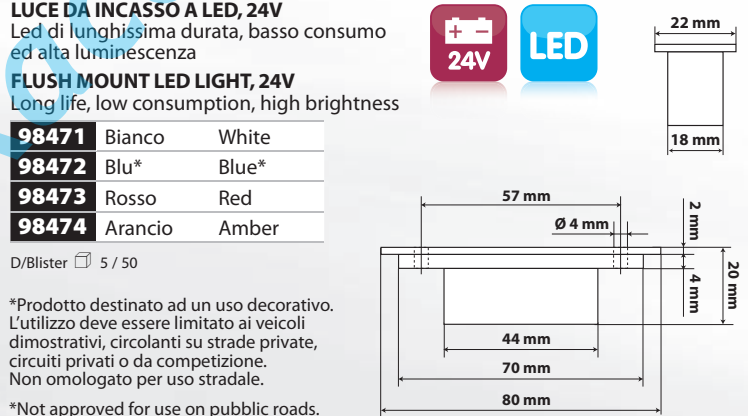 LUCE DA INCASSO A LED, 24V
Led di lunghissima durata, basso consumo
ed alta luminescenza
FLUSH MOUNT LED LIGHT, 24V
Long life, low consumption, high brightness
98471 Bianco White
98472 Blu* Blue*
98473 Rosso Red
98474 Arancio Amber
D/Blister 5 / 50
*Prodotto destinato ad un uso decorativo.
L'utilizzo deve essere limitato ai veicoli
dimostrativi, circolanti su strade private,
circuiti privati o da competizione.
Non omologato per uso stradale.
*Not approved for use on pubblic roads.
+ −
24V
LED
22 mm
18 mm
57 mm
Ø 4 mm
2 mm
4 mm
20 mm
44 mm
70 mm
80 mm